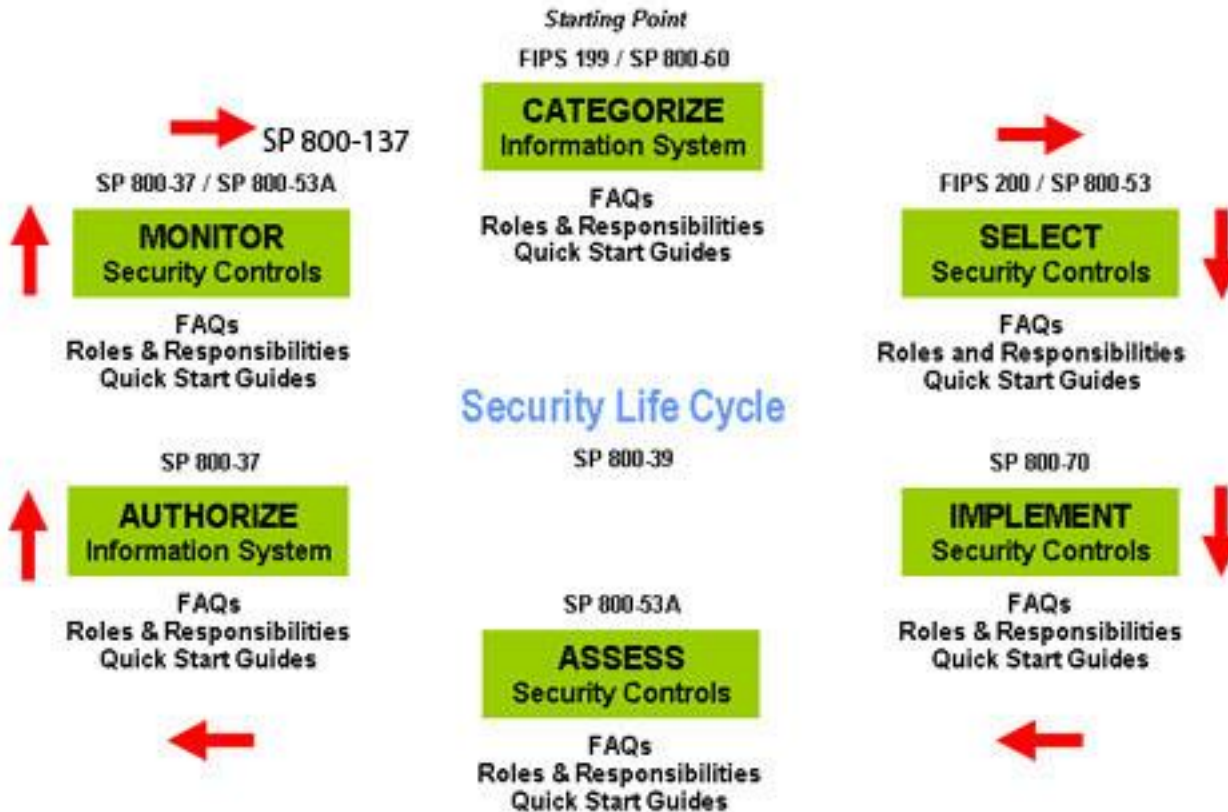 Starting Point
FIPS 199 / SP 800-60
CATEGORIZE
Information System
FAQs
Roles & Responsibilities
Quick Start Guides
SP 800-137
SP 800-37 / SP 800-53A
MONITOR
Security Controls
FAQs
Roles & Responsibilities
Quick Start Guides
FIPS 200 / SP 800-53
SELECT
Security Controls
FAQs
Roles and Responsibilities
Quick Start Guides
Security Life Cycle
SP 800-39
SP 800-37
AUTHORIZE
Information System
FAQs
Roles & Responsibilities
Quick Start Guides
SP 800-70
IMPLEMENT
Security Controls
FAQs
Roles & Responsibilities
Quick Start Guides
SP 800-53A
ASSESS
Security Controls
FAQs
Roles & Responsibilities
Quick Start Guides